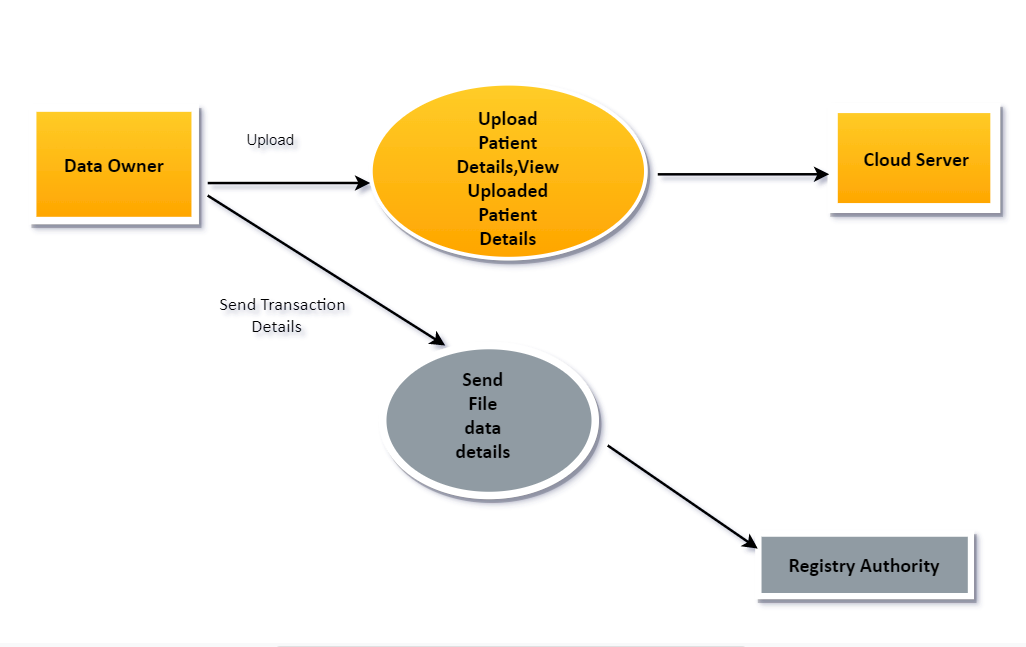 Data Owner
Upload
Upload
Patient
Details,View
Uploaded
Patient
Details
Cloud Server
Send Transaction
Details
Send
File
data
details
Registry Authority